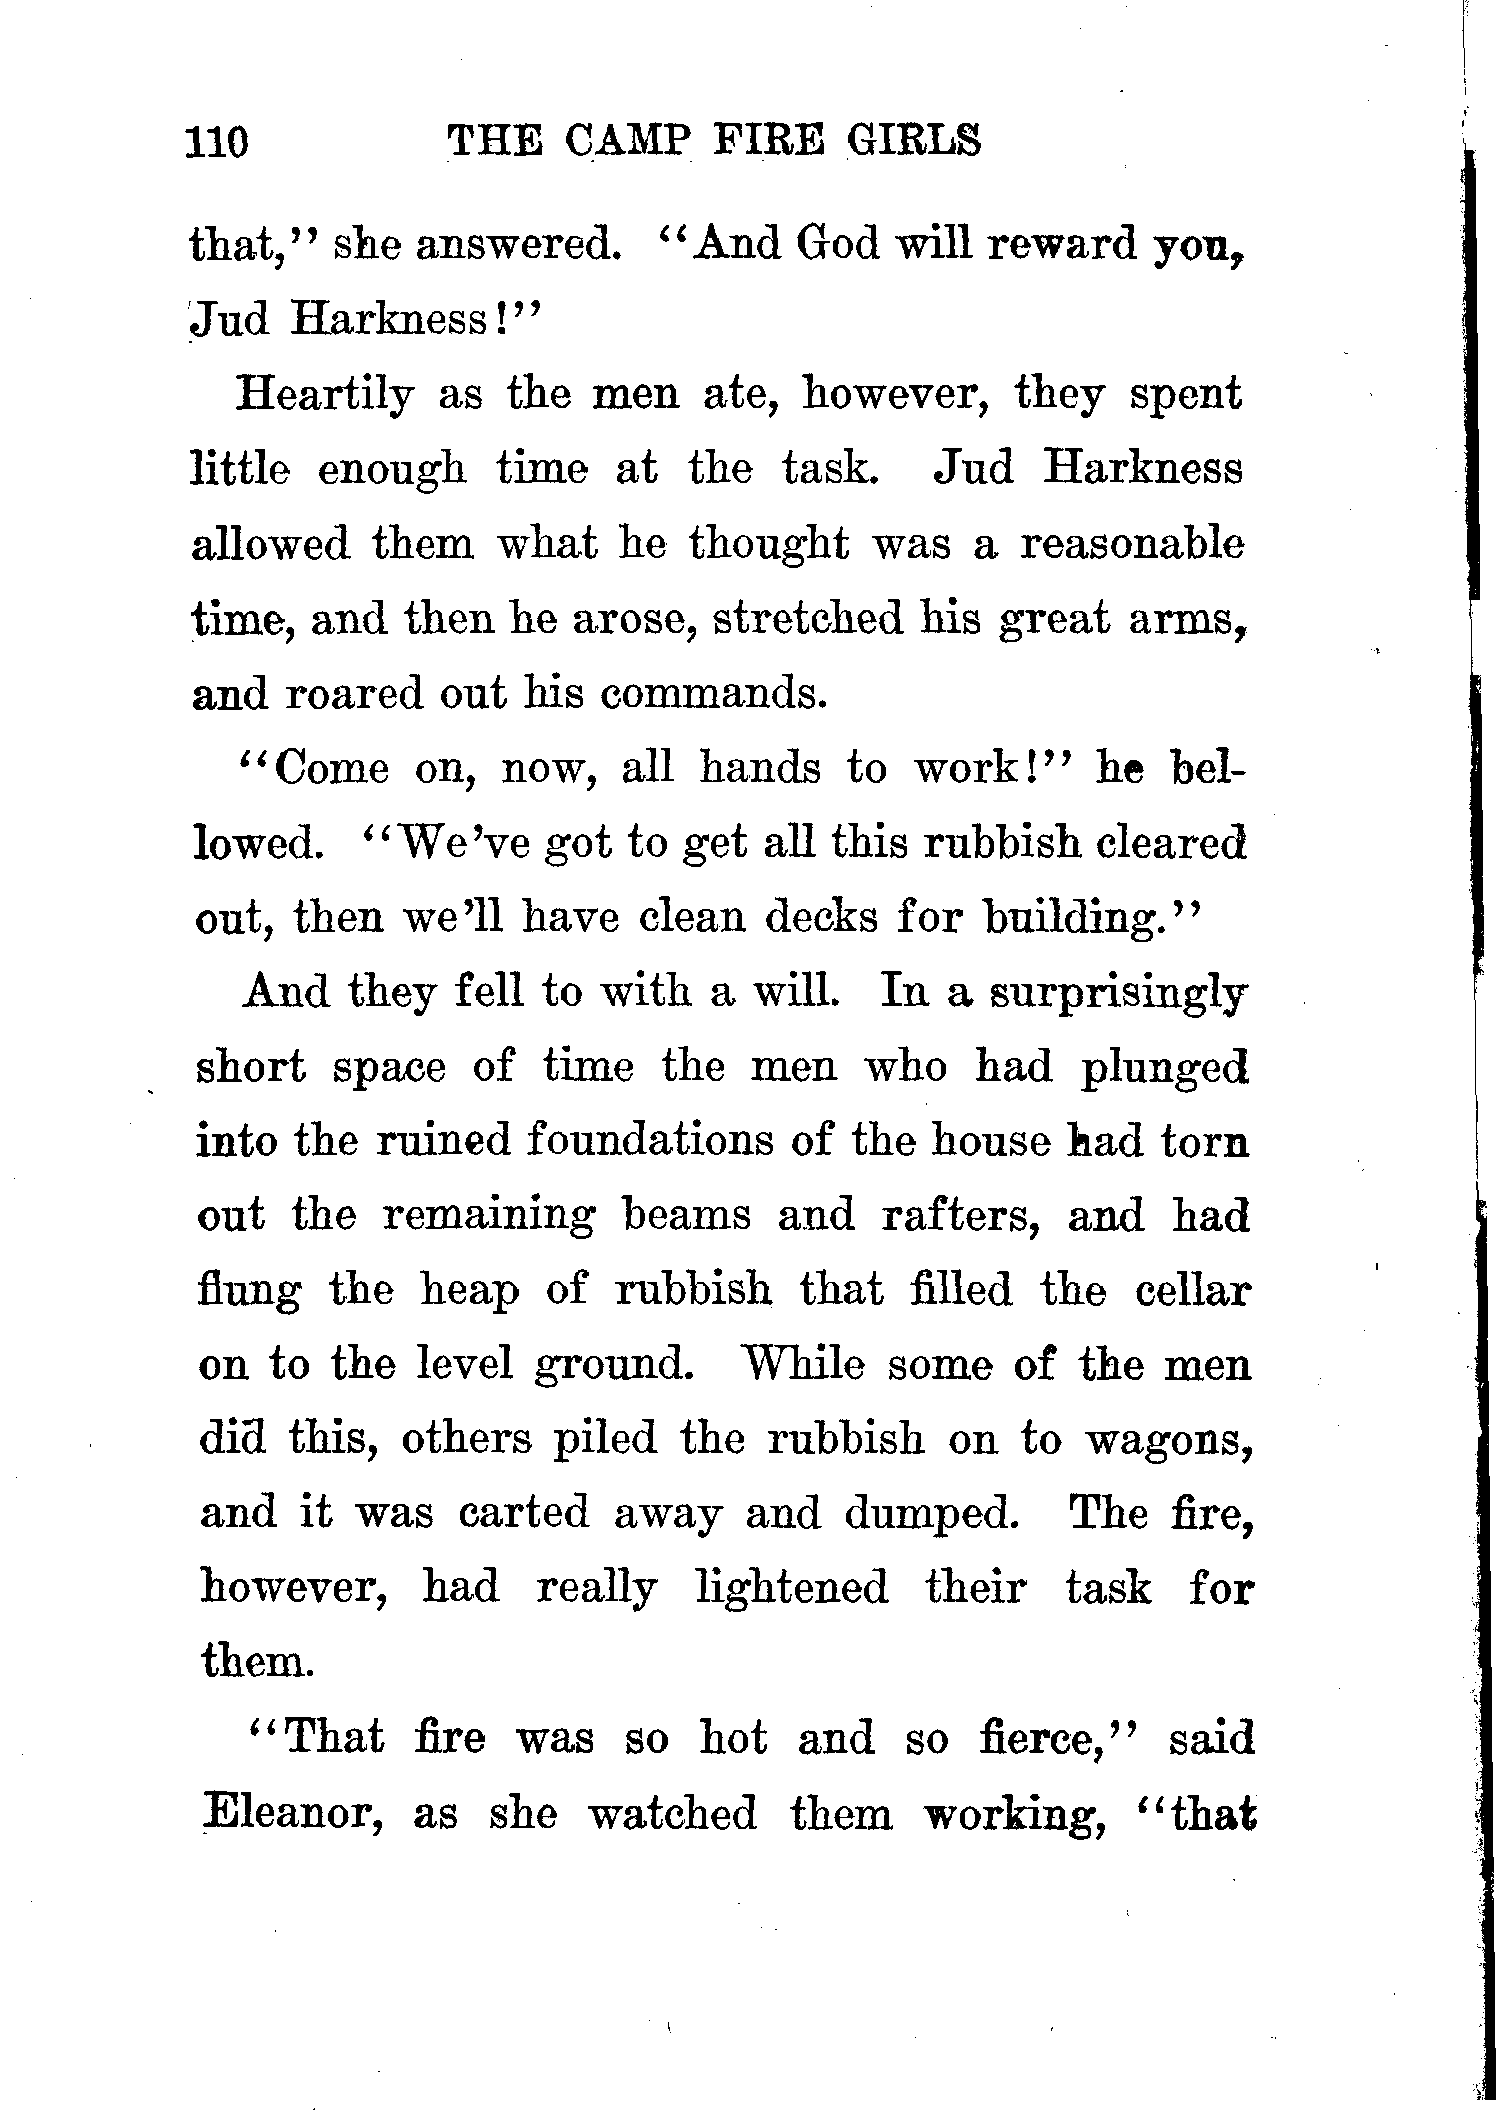 110 THE CAMP FIRE GIRLS
that,'' she answered. ``And God will reward you,
Jud Harkness!''
Heartily as the men ate, however, they spent
little enough time at the task. Jud Harkness
allowed them what he thought was a reasonable
time, and then he arose, stretched his great arms,
and roared out his commands.
``Come on, now, all hands to work!'' he bel-
lowed. ``We've got to get all this rubbish cleared
out, then we'll have clean decks for building.''
And they fell to with a will. In a surprisingly
short space of time the men who had plunged
into the ruined foundations of the house had torn
out the remaining beams and rafters, and had
flung the heap of rubbish that filled the cellar
on to the level ground. While some of the men
did this, others piled the rubbish on to wagons,
and it was carted away and dumped. The fire,
however, had really lightened their task for
them.
``That fire was so hot and so fierce,'' said
Eleanor, as she watched them working, ``that